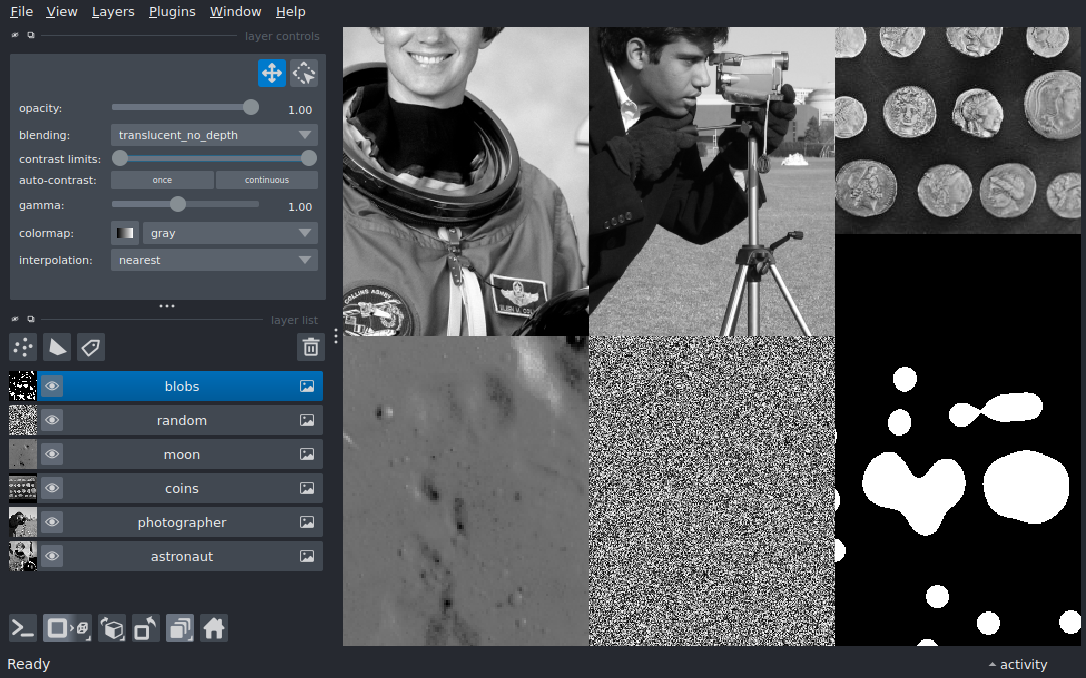 File View Layers Plugins Window Help
layer controls
opacity: 1.00
blending: translucent_no_depth
contrast limits:
auto-contrast: once continuous
gamma: 1.00
colormap: gray
interpolation: nearest
layer list
blobs
random
moon
coins
photographer
astronaut
Ready
activity